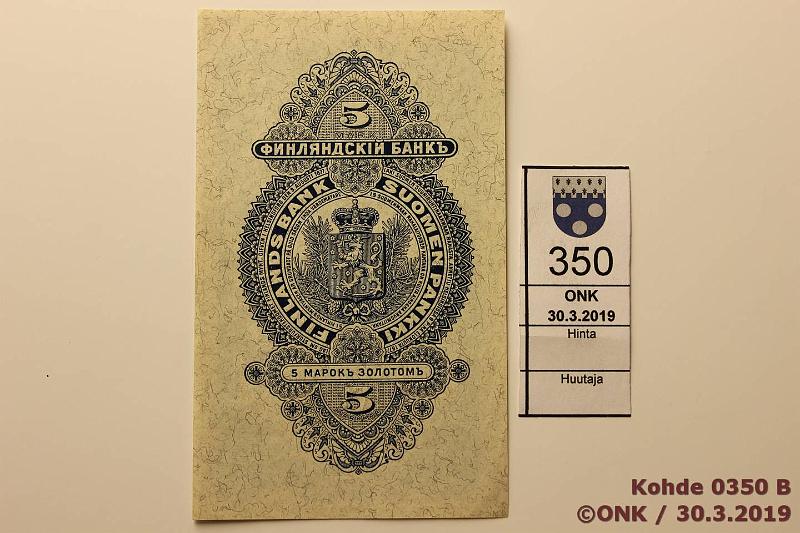 5
ФИНЛЯНДСКІЙ БАНКЪ
FINLANDS BANK
SUOMEN PANKKI
5 МАРОКЪ ЗОЛОТОМЪ
5
350
ONK
30.3.2019
Hinta
Huutaja
Kohde 0350 B
©ONK / 30.3.2019